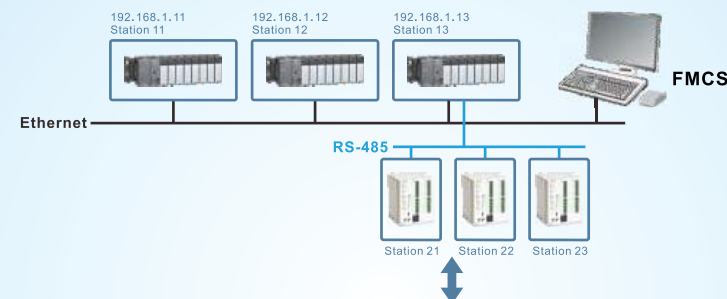 192.168.1.11
Station 11
192.168.1.12
Station 12
192.168.1.13
Station 13
FMCS
Ethernet
RS-485
Station 21
Station 22
Station 23